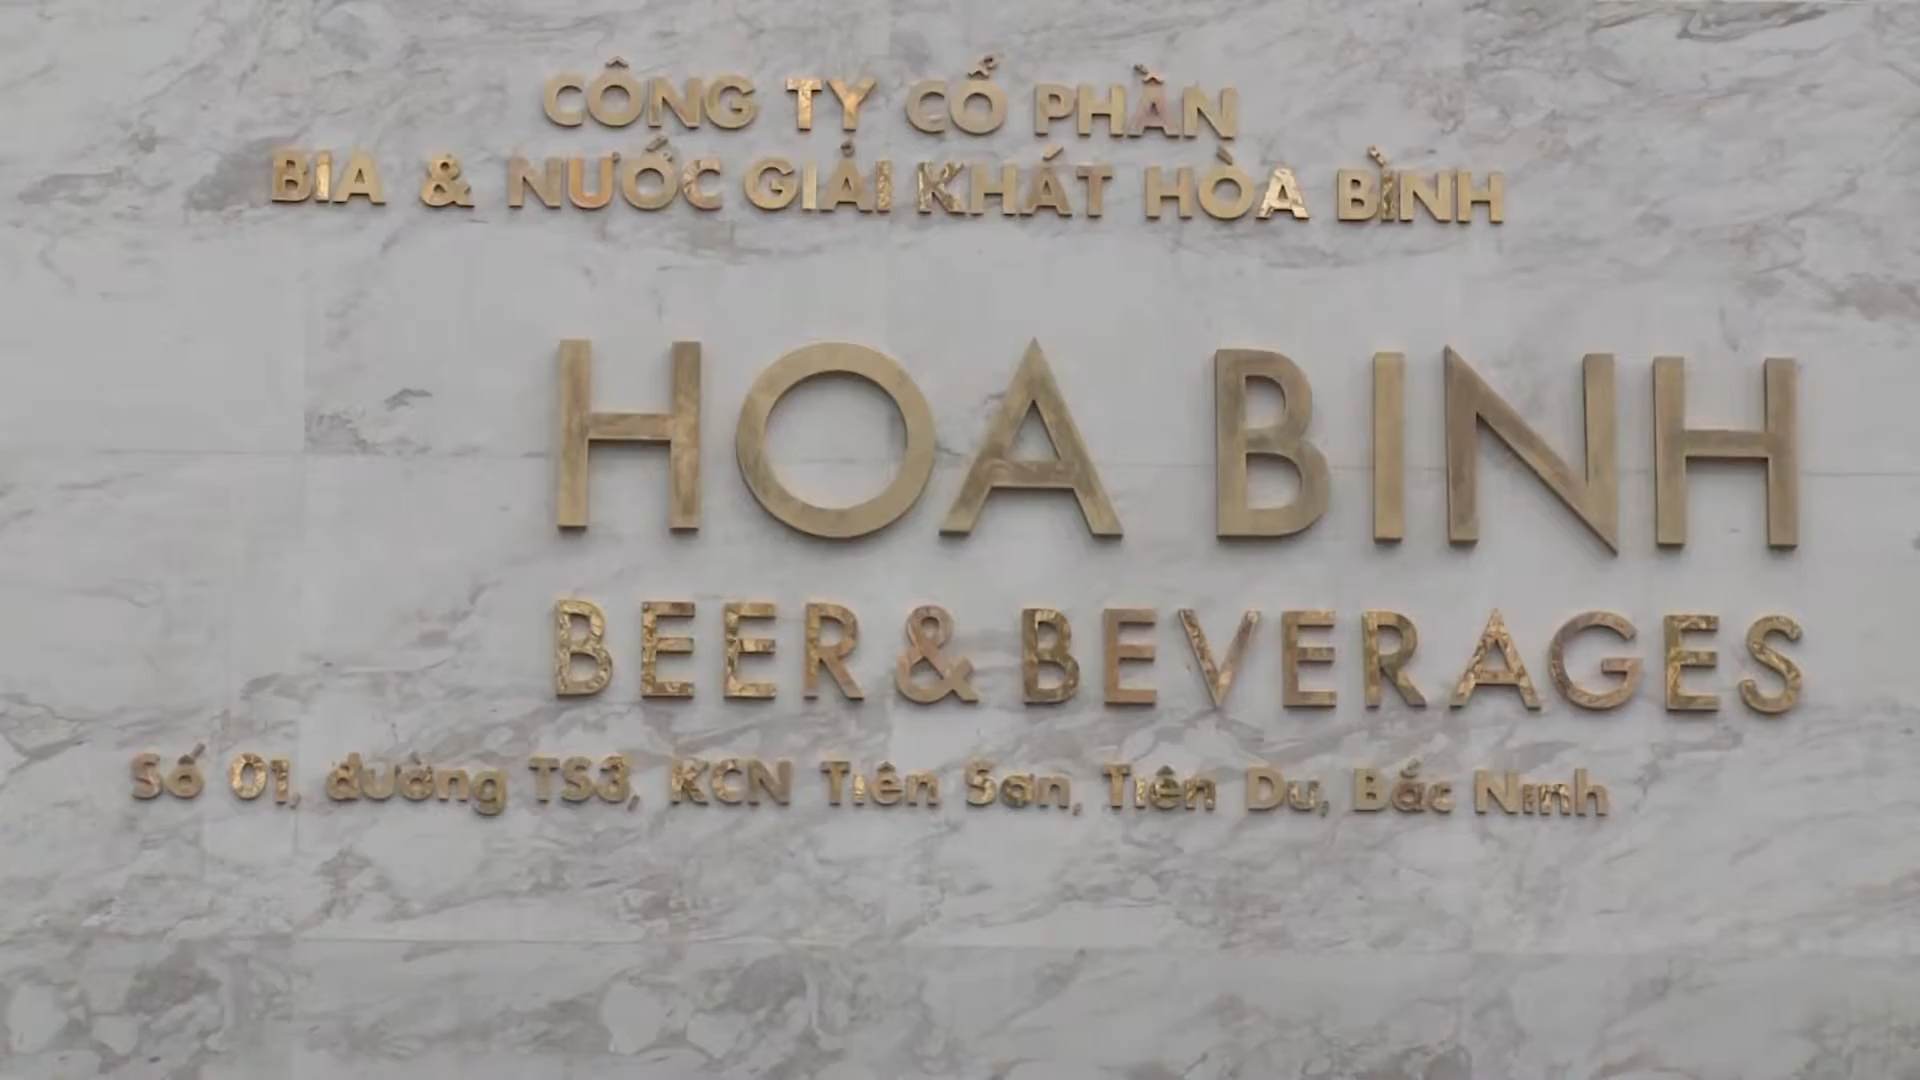 CÔNG TY CỔ PHẦN
BIA & NƯỚC GIẢI KHÁT HÒA BÌNH
HOA BINH
BEER & BEVERAGES
Số 01, đường TS3, KCN Tiên Sơn, Tiên Du, Bắc Ninh